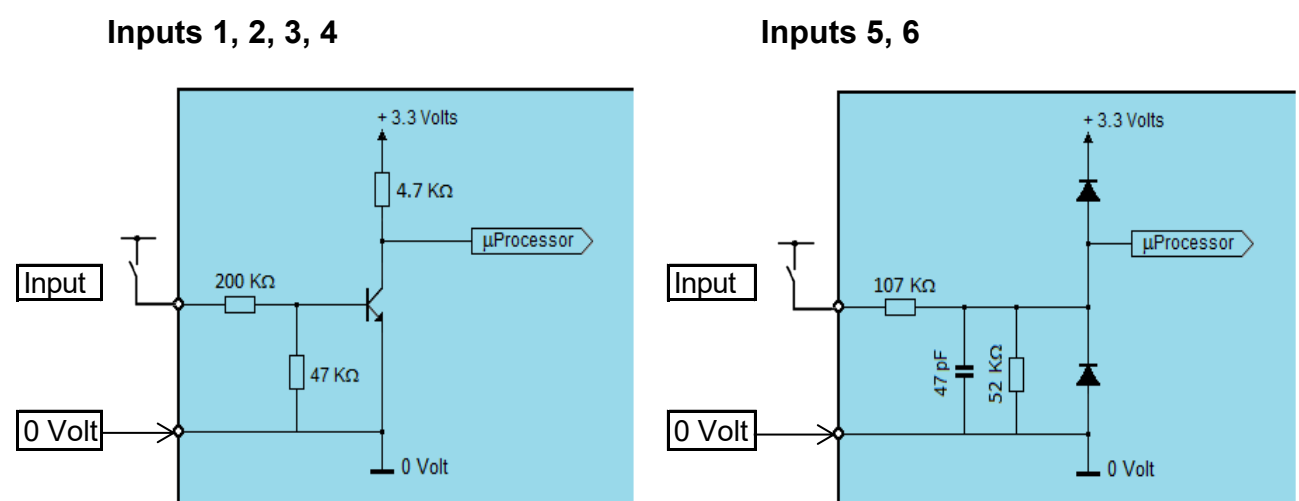 Inputs 1, 2, 3, 4
+ 3.3 Volts
4.7 KΩ
µProcessor
Input
200 KΩ
47 KΩ
0 Volt
0 Volt
Inputs 5, 6
+ 3.3 Volts
µProcessor
Input
107 KΩ
47 pF
52 KΩ
0 Volt
0 Volt